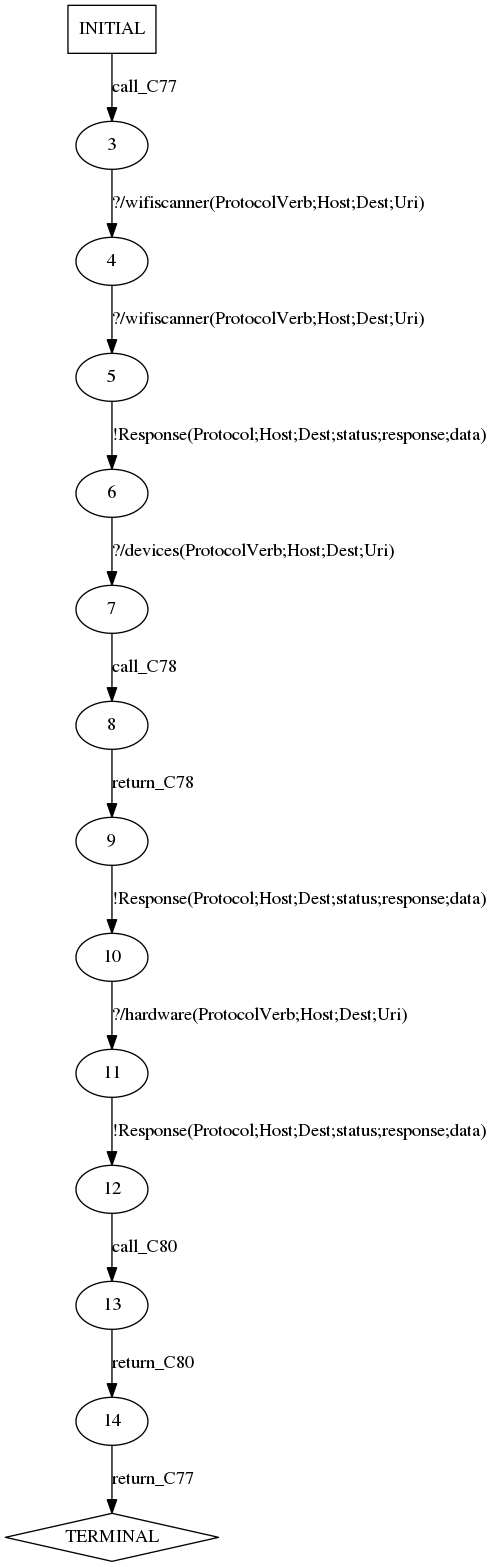 INITIAL
call_C77
3
?/wifiscanner(ProtocolVerb;Host;Dest;Uri)
4
?/wifiscanner(ProtocolVerb;Host;Dest;Uri)
5
!Response(Protocol;Host;Dest;status;response;data)
6
?/devices(ProtocolVerb;Host;Dest;Uri)
7
call_C78
8
return_C78
9
!Response(Protocol;Host;Dest;status;response;data)
10
?/hardware(ProtocolVerb;Host;Dest;Uri)
11
!Response(Protocol;Host;Dest;status;response;data)
12
call_C80
13
return_C80
14
return_C77
TERMINAL